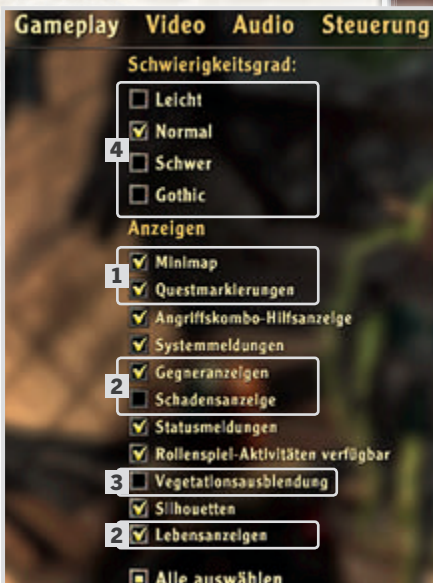 Gameplay Video Audio Steuerung
Schwierigkeitsgrad:
Leicht
Normal
4
Schwer
Gothic
Anzeigen
Minimap
1
Questmarkierungen
Angriffskombo-Hilfsanzeige
Systemmeldungen
Gegneranzeigen
2
Schadensanzeige
Statusmeldungen
Rollenspiel-Aktivitäten verfügbar
3 Vegetationsausblendung
Silhouetten
2 Lebensanzeigen
Alle auswählen